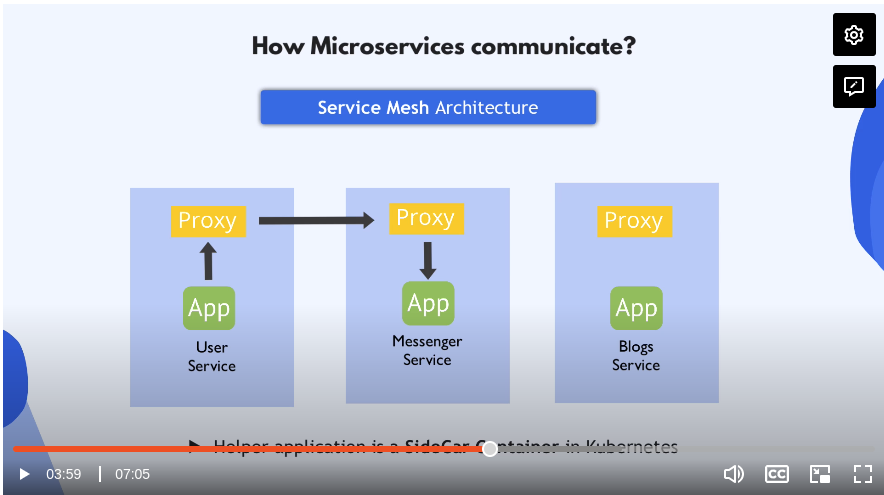 How Microservices communicate?
Service Mesh Architecture
Proxy
Proxy
Proxy
App
App
App
User
Service
Messenger
Service
Blogs
Service
Helper application is a SideCar Container in Kubernetes
03:59
07:05
CC